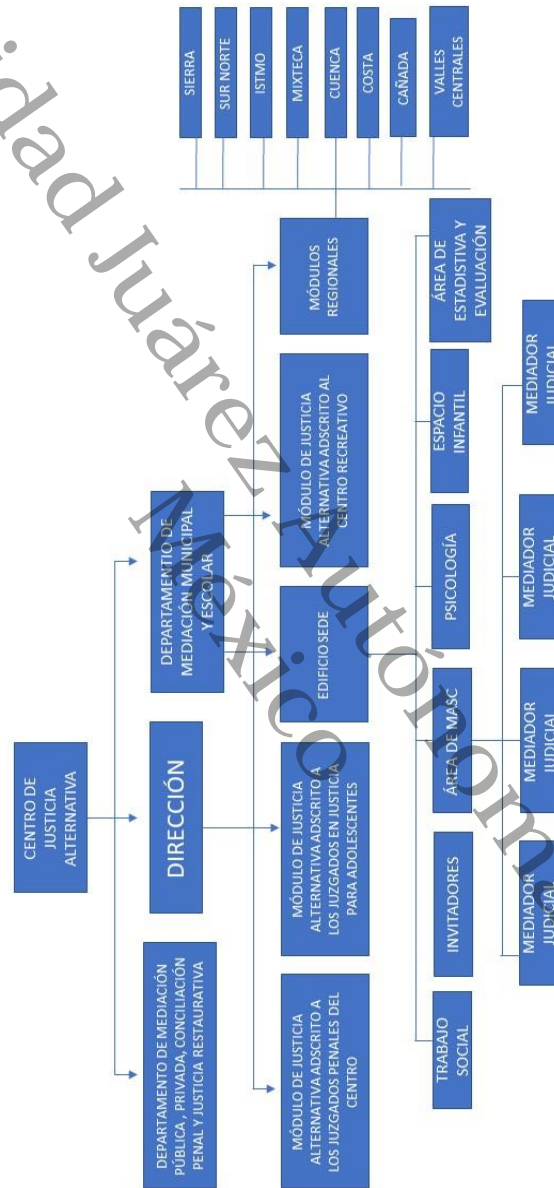 CENTRO DE
JUSTICIA
ALTERNATIVA
DEPARTAMENTO DE MEDIACIÓN
PÚBLICA , PRIVADA, CONCILIACIÓN
PENAL Y JUSTICIA RESTAURATIVA
DIRECCIÓN
DEPARTAMENTIO DE
MEDIACIÓN MUNICIPAL
Y ESCOLAR
MÓDULO DE JUSTICIA
ALTERNATIVA ADSCRITO A
LOS JUZGADOS PENALES DEL
CENTRO
MÓDULO DE JUSTICIA
ALTERNATIVA ADSCRITO A
LOS JUZGADOS EN JUSTICIA
PARA ADOLESCENTES
EDIFICIO SEDE
MÓDULO DE JUSTICIA
ALTERNATIVA ADSCRITO AL
CENTRO RECREATIVO
MÓDULOS
REGIONALES
SIERRA
SUR NORTE
ISTMO
MIXTECA
CUENCA
COSTA
CAÑADA
VALLES
CENTRALES
TRABAJO
SOCIAL
INVITADORES
ÁREA DE MASC
PSICOLOGÍA
ESPACIO
INFANTIL
ÁREA DE
ESTADISTIVA Y
EVALUACIÓN
MEDIADOR
JUDICIAL
MEDIADOR
JUDICIAL
MEDIADOR
JUDICIAL
MEDIADOR
JUDICIAL
Juárez Autónoma
México